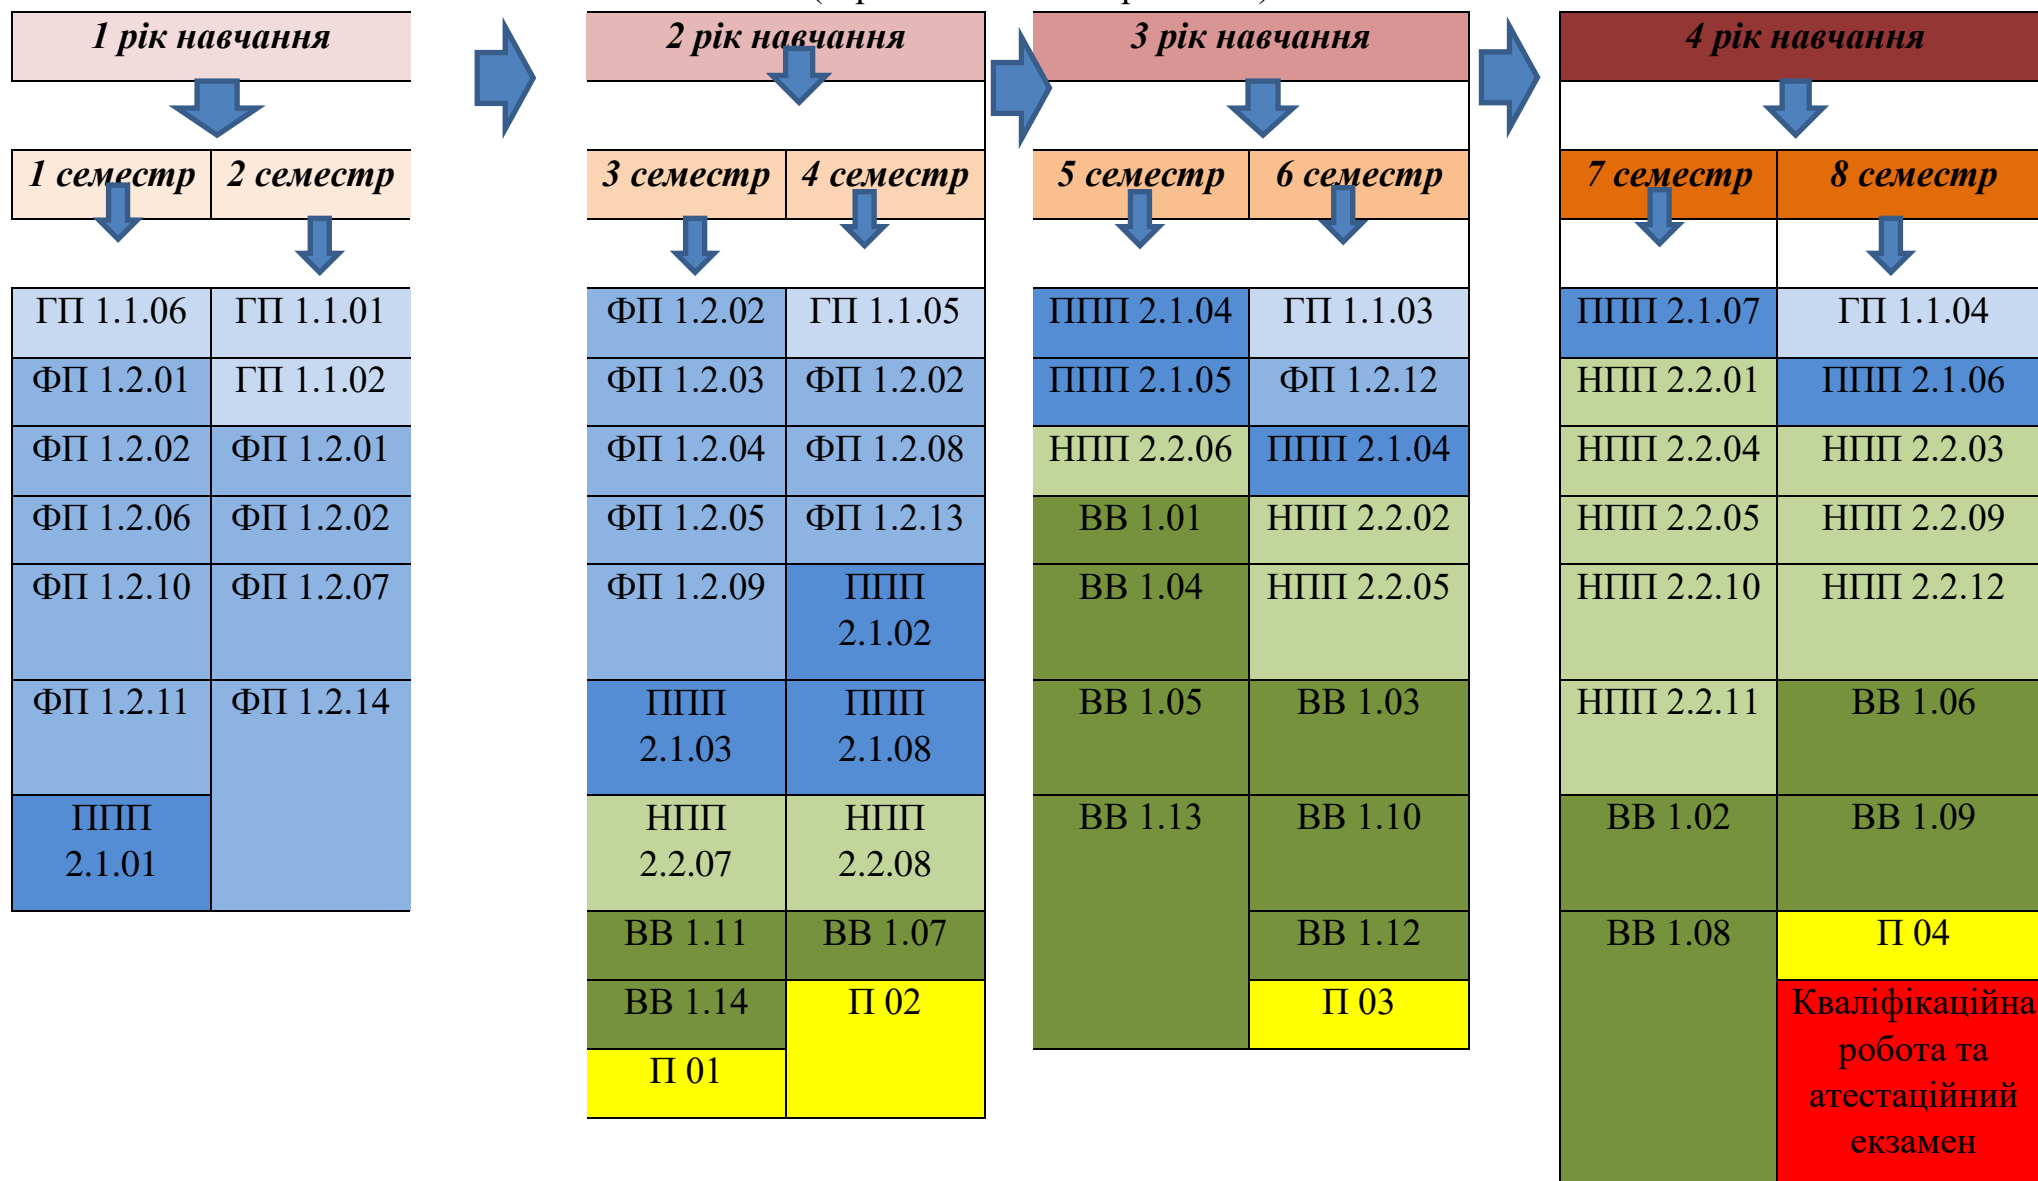 1 рік навчання
2 рік навчання
3 рік навчання
4 рік навчання
1 семестр
2 семестр
3 семестр
4 семестр
5 семестр
6 семестр
7 семестр
8 семестр
ГП 1.1.06
ГП 1.1.01
ФП 1.2.02
ГП 1.1.05
ППП 2.1.04
ГП 1.1.03
ППП 2.1.07
ГП 1.1.04
ФП 1.2.01
ГП 1.1.02
ФП 1.2.03
ФП 1.2.02
ППП 2.1.05
ФП 1.2.12
НПП 2.2.01
ППП 2.1.06
ФП 1.2.02
ФП 1.2.01
ФП 1.2.04
ФП 1.2.08
НПП 2.2.06
ППП 2.1.04
НПП 2.2.04
НПП 2.2.03
ФП 1.2.06
ФП 1.2.02
ФП 1.2.05
ФП 1.2.13
ВВ 1.01
НПП 2.2.02
НПП 2.2.05
НПП 2.2.09
ФП 1.2.10
ФП 1.2.07
ФП 1.2.09
ППП
2.1.02
ВВ 1.04
НПП 2.2.05
НПП 2.2.10
НПП 2.2.12
ФП 1.2.11
ФП 1.2.14
ППП
2.1.03
ППП
2.1.08
ВВ 1.05
ВВ 1.03
НПП 2.2.11
ВВ 1.06
ППП
2.1.01
НПП
2.2.07
НПП
2.2.08
ВВ 1.13
ВВ 1.10
ВВ 1.02
ВВ 1.09
ВВ 1.11
ВВ 1.07
ВВ 1.12
ВВ 1.08
П 04
ВВ 1.14
П 02
П 03
Кваліфікаційна
робота та
атестаційний
екзамен
П 01